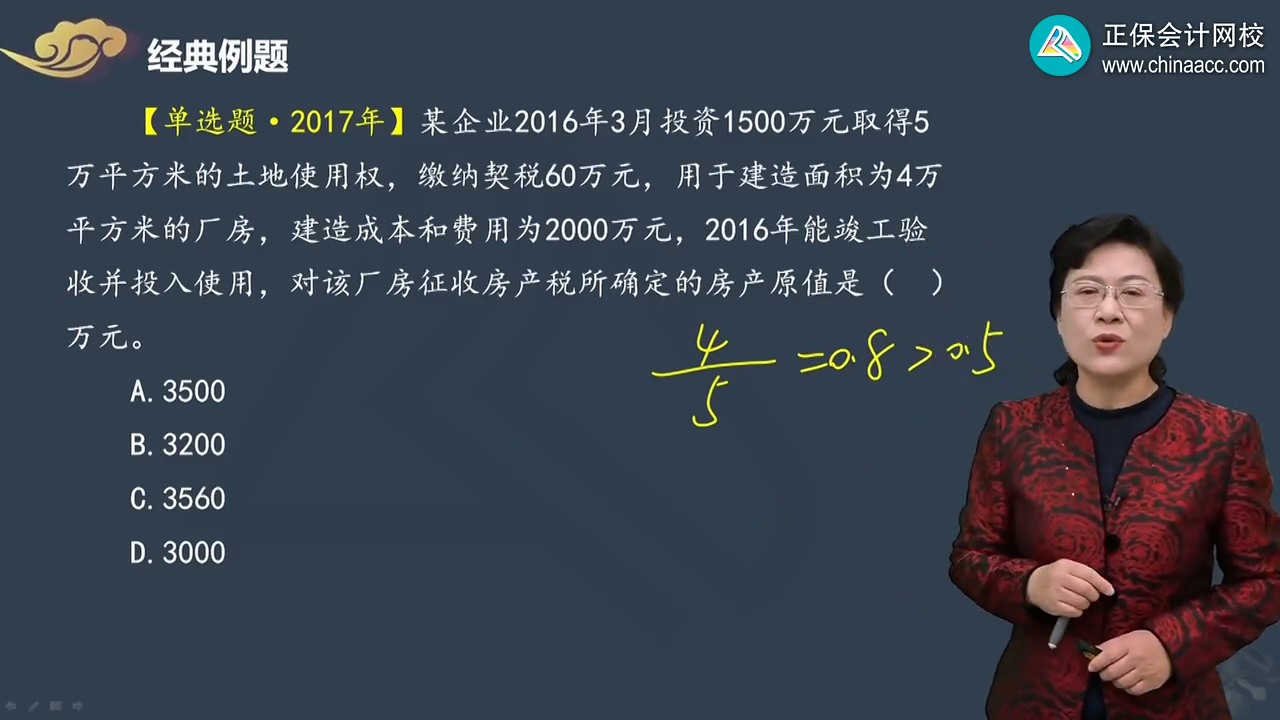 经典例题
正保会计网校
www.chinaacc.com
【单选题·2017年】某企业2016年3月投资1500万元取得5
万平方米的土地使用权，缴纳契税60万元，用于建造面积为4万
平方米的厂房，建造成本和费用为2000万元，2016年能竣工验
收并投入使用，对该厂房征收房产税所确定的房产原值是（ ）
万元。
4
5
=0.8>0.5
A.3500
B.3200
C.3560
D.3000